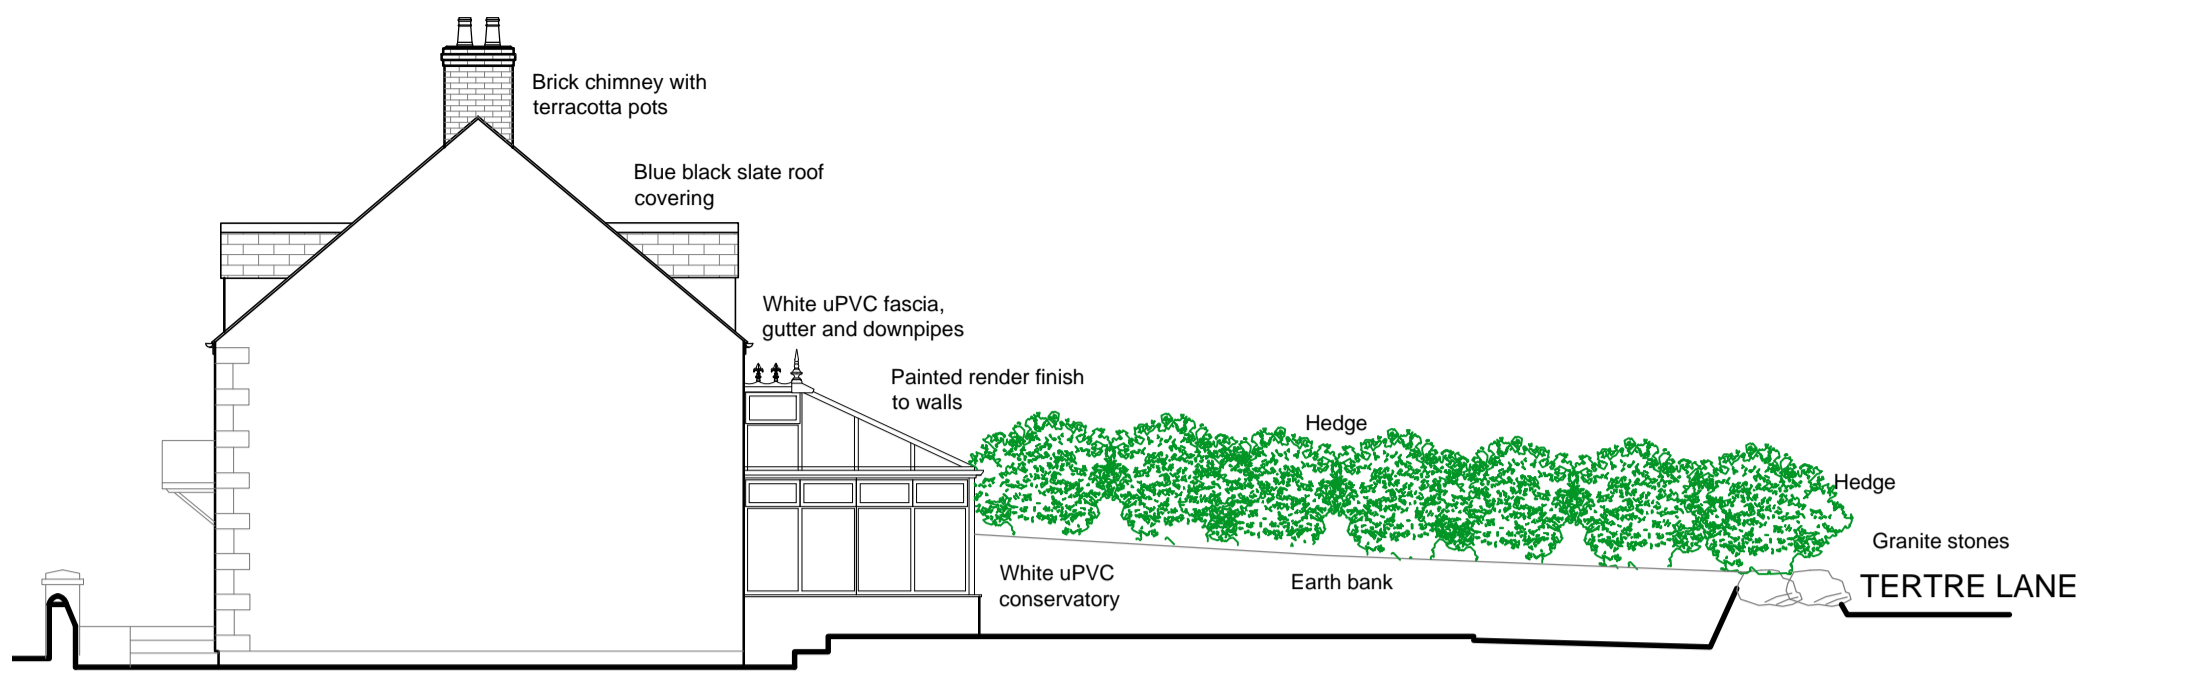 Brick chimney with
terracotta pots
Blue black slate roof
covering
White uPVC fascia,
gutter and downpipes
Painted render finish
to walls
Hedge
Hedge
Granite stones
White uPVC
conservatory
Earth bank
TERTRE LANE